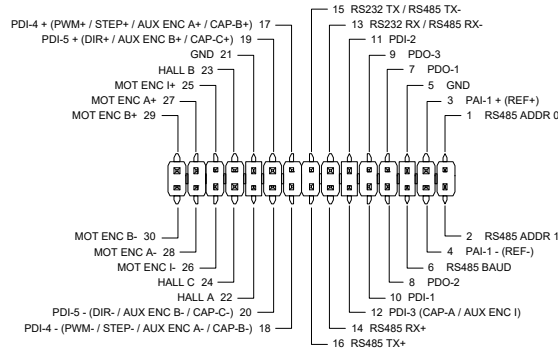 15 RS232 TX / RS485 TX-
PDI-4 + (PWM+ / STEP+ / AUX ENC A+ / CAP-B+) 17
13 RS232 RX / RS485 RX-
PDI-5 + (DIR+ / AUX ENC B+ / CAP-C+) 19
11 PDI-2
GND 21
9 PDO-3
HALL B 23
7 PDO-1
MOT ENC I+ 25
5 GND
MOT ENC A+ 27
3 PAI-1 + (REF+)
MOT ENC B+ 29
1 RS485 ADDR 0
MOT ENC B- 30
2 RS485 ADDR 1
MOT ENC A- 28
4 PAI-1 - (REF-)
MOT ENC I- 26
6 RS485 BAUD
HALL C 24
8 PDO-2
HALL A 22
10 PDI-1
PDI-5 - (DIR- / AUX ENC B- / CAP-C-) 20
12 PDI-3 (CAP-A / AUX ENC I)
PDI-4 - (PWM- / STEP- / AUX ENC A- / CAP-B-) 18
14 RS485 RX+
16 RS485 TX+